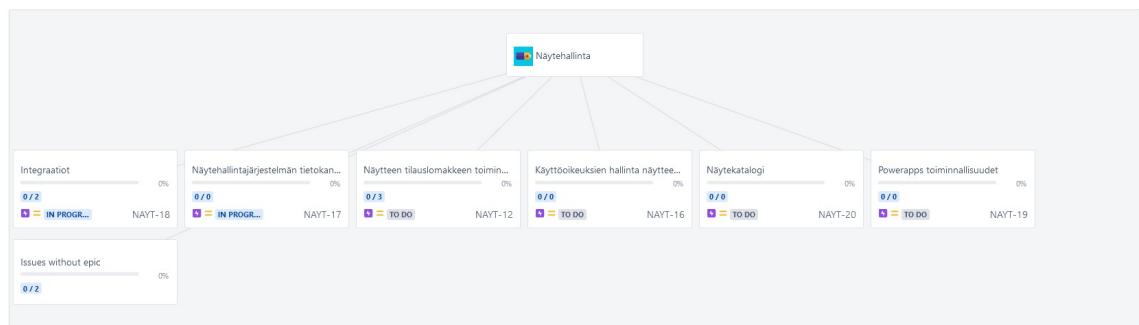 Näytehallinta
Integraatiot
0%
0 / 2
IN PROGR... NAYT-18
Näytehallintajärjestelmän tietokan...
0%
0 / 0
IN PROGR... NAYT-17
Näytteen tilauslomakkeen toimin...
0%
0 / 3
TO DO NAYT-12
Käyttöoikeuksien hallinta näyttee...
0%
0 / 0
TO DO NAYT-16
Näytekatalogi
0%
0 / 0
TO DO NAYT-20
Powerapps toiminnallisuudet
0%
0 / 0
TO DO NAYT-19
Issues without epic
0%
0 / 2